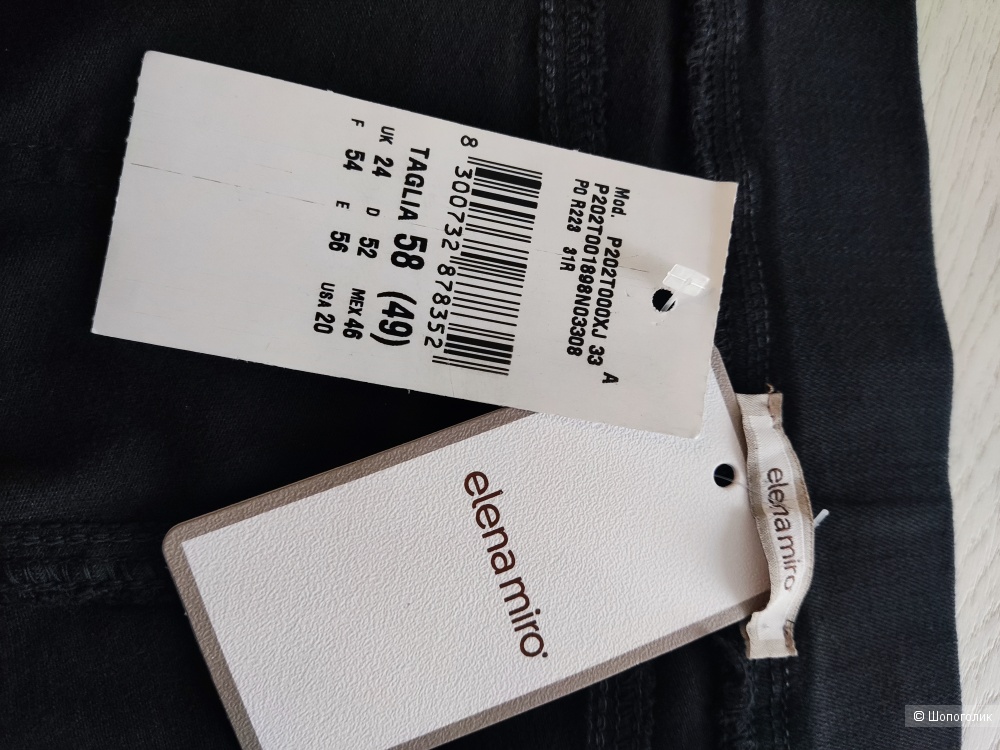 Mod. P202T000XJ 33 A
P202T001898N03308
P0 R223 31R
8 300732 878352
TAGLIA 58 (49)
UK 24 D 52 MEX 46
F 54 E 56 USA 20
elena miro
elena miro
© Шопоголик